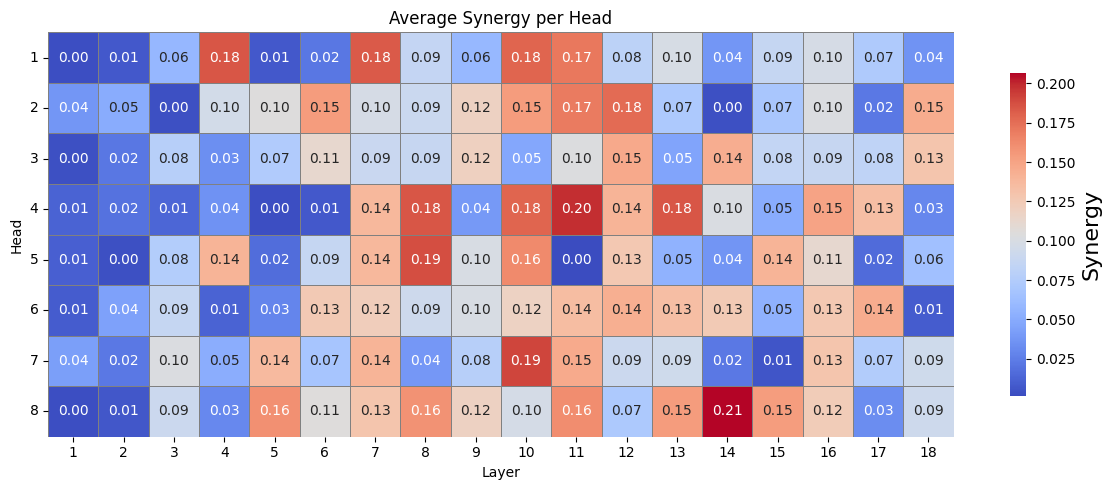 Average Synergy per Head
1 0.00 0.01 0.06 0.18 0.01 0.02 0.18 0.09 0.06 0.18 0.17 0.08 0.10 0.04 0.09 0.10 0.07 0.04
2 0.04 0.05 0.00 0.10 0.10 0.15 0.10 0.09 0.12 0.15 0.17 0.18 0.07 0.00 0.07 0.10 0.02 0.15
3 0.00 0.02 0.08 0.03 0.07 0.11 0.09 0.09 0.12 0.05 0.10 0.15 0.05 0.14 0.08 0.09 0.08 0.13
4 0.01 0.02 0.01 0.04 0.00 0.01 0.14 0.18 0.04 0.18 0.20 0.14 0.18 0.10 0.05 0.15 0.13 0.03
5 0.01 0.00 0.08 0.14 0.02 0.09 0.14 0.19 0.10 0.16 0.00 0.13 0.05 0.04 0.14 0.11 0.02 0.06
6 0.01 0.04 0.09 0.01 0.03 0.13 0.12 0.09 0.10 0.12 0.14 0.14 0.13 0.13 0.05 0.13 0.14 0.01
7 0.04 0.02 0.10 0.05 0.14 0.07 0.14 0.04 0.08 0.19 0.15 0.09 0.09 0.02 0.01 0.13 0.07 0.09
8 0.00 0.01 0.09 0.03 0.16 0.11 0.13 0.16 0.12 0.10 0.16 0.07 0.15 0.21 0.15 0.12 0.03 0.09
1 2 3 4 5 6 7 8 9 10 11 12 13 14 15 16 17 18
Layer
Head
0.200
0.175
0.150
0.125
0.100
0.075
0.050
0.025
Synergy